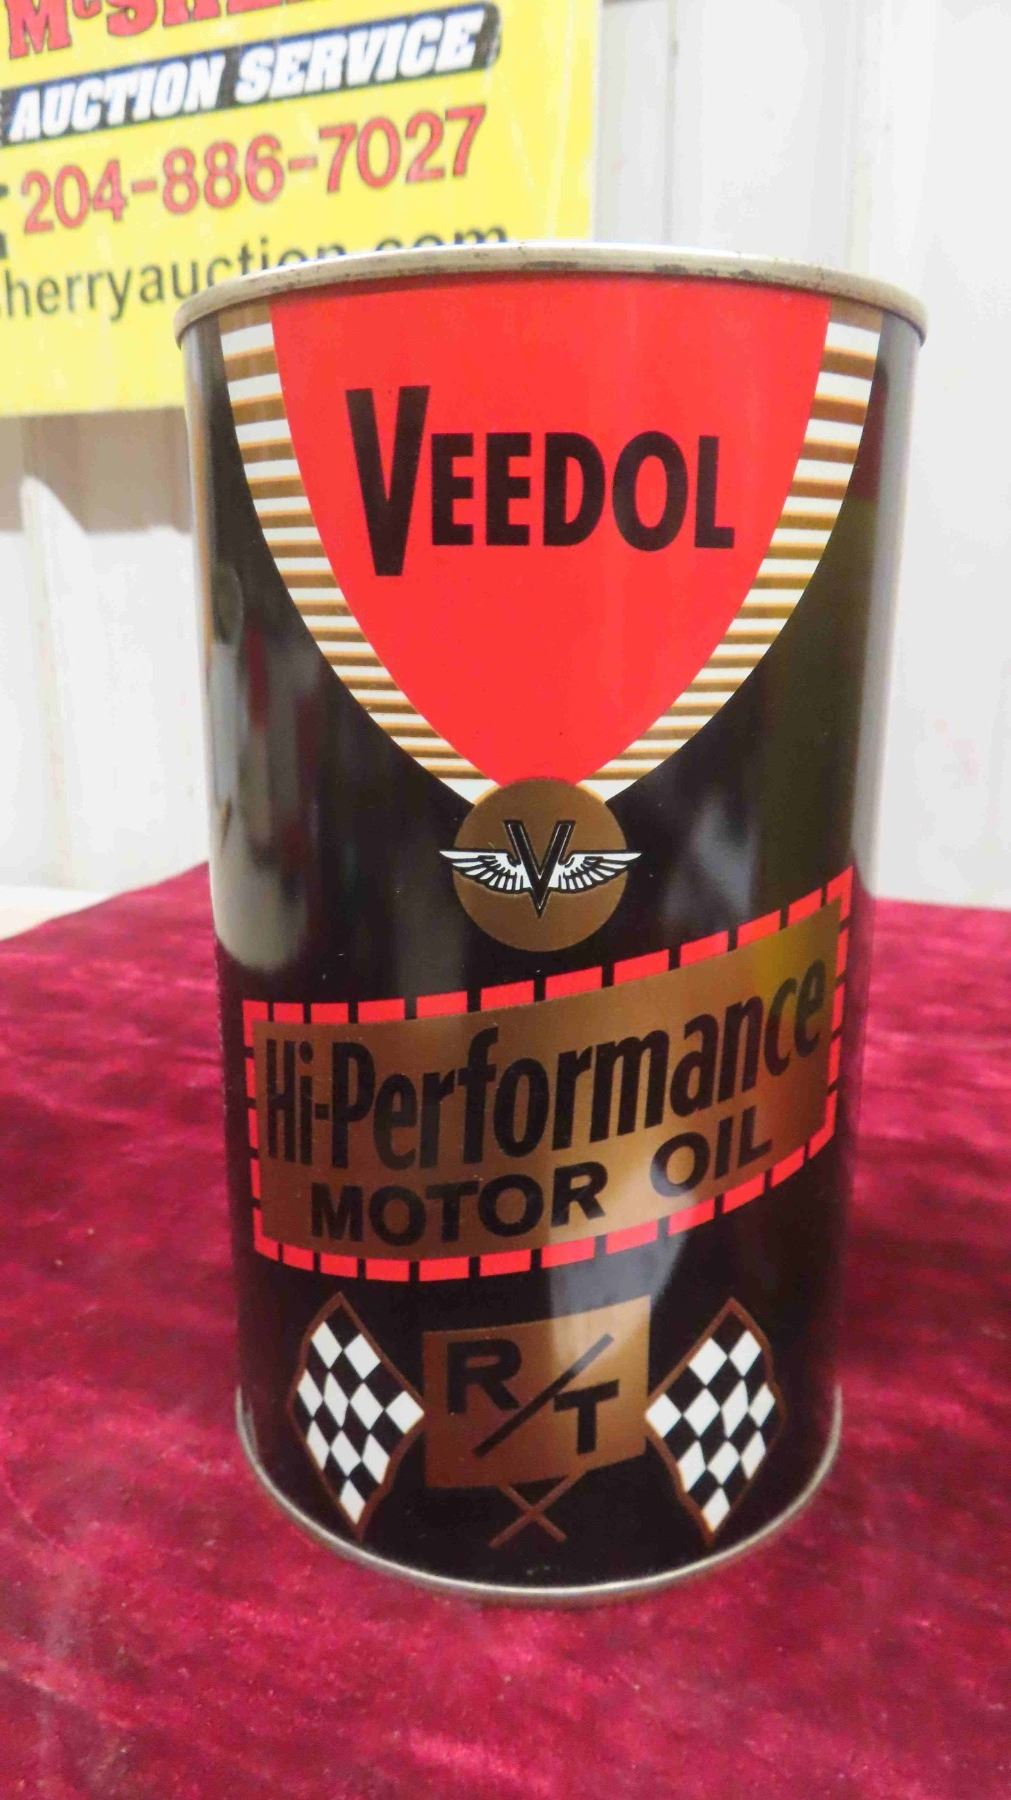 AUCTION SERVICE
204-886-7027
VEEDOL
V
Hi-Performance
MOTOR OIL
R/T